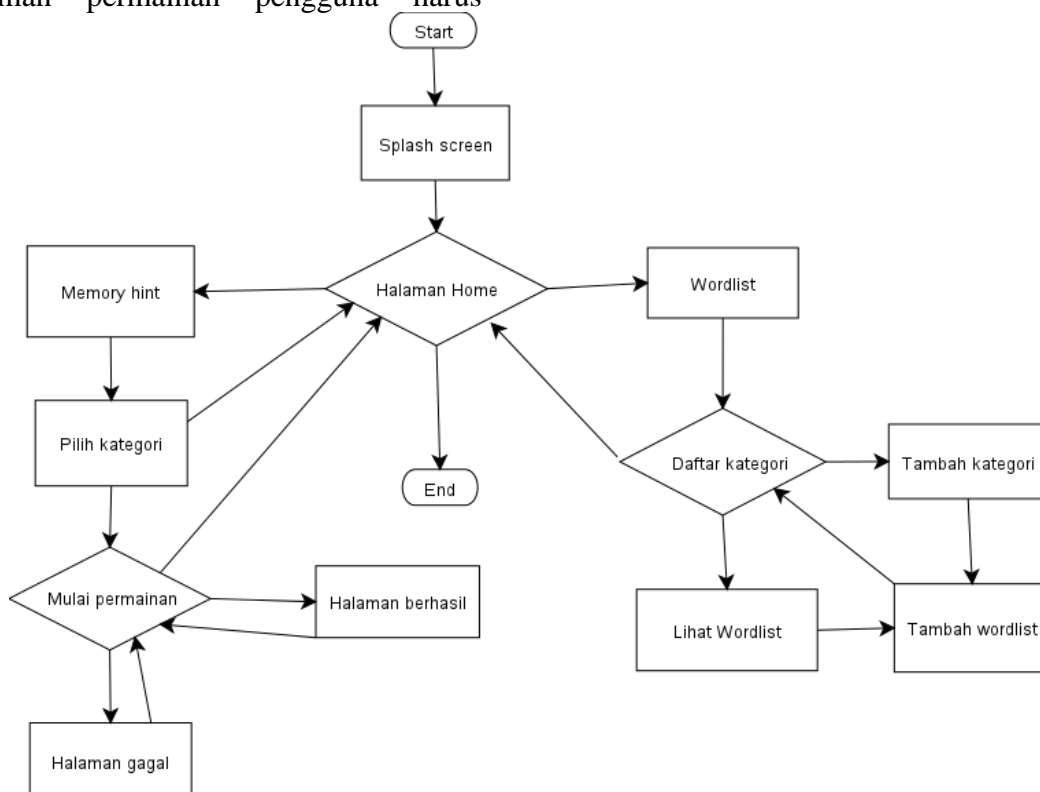 permainan pengguna harus
Start
Splash screen
Halaman Home
Memory hint
Wordlist
Pilih kategori
Daftar kategori
Tambah kategori
End
Mulai permainan
Halaman berhasil
Lihat Wordlist
Tambah wordlist
Halaman gagal